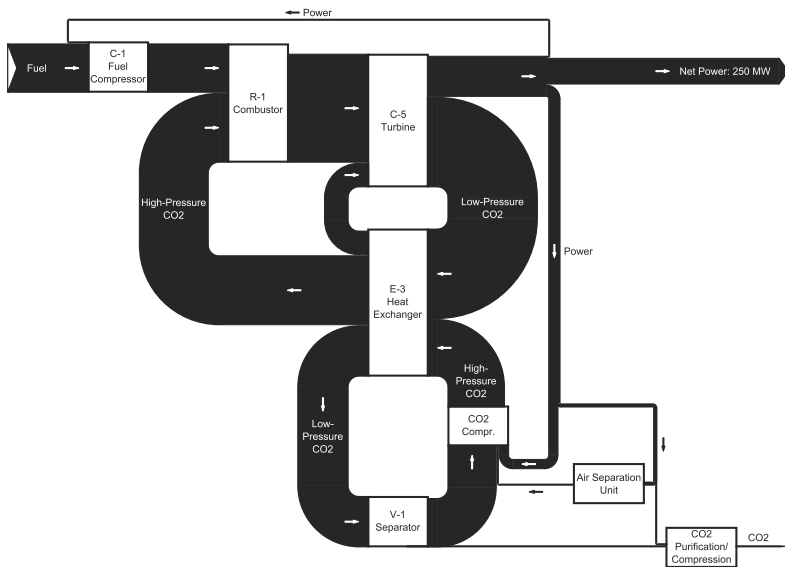 Power
C-1
Fuel
Compressor
Fuel
R-1
Combustor
C-5
Turbine
Net Power: 250 MW
High-Pressure
CO2
Low-Pressure
CO2
Power
E-3
Heat
Exchanger
High-
Pressure
CO2
Low-
Pressure
CO2
CO2
Compr.
Air Separation
Unit
V-1
Separator
CO2
Purification/
Compression
CO2